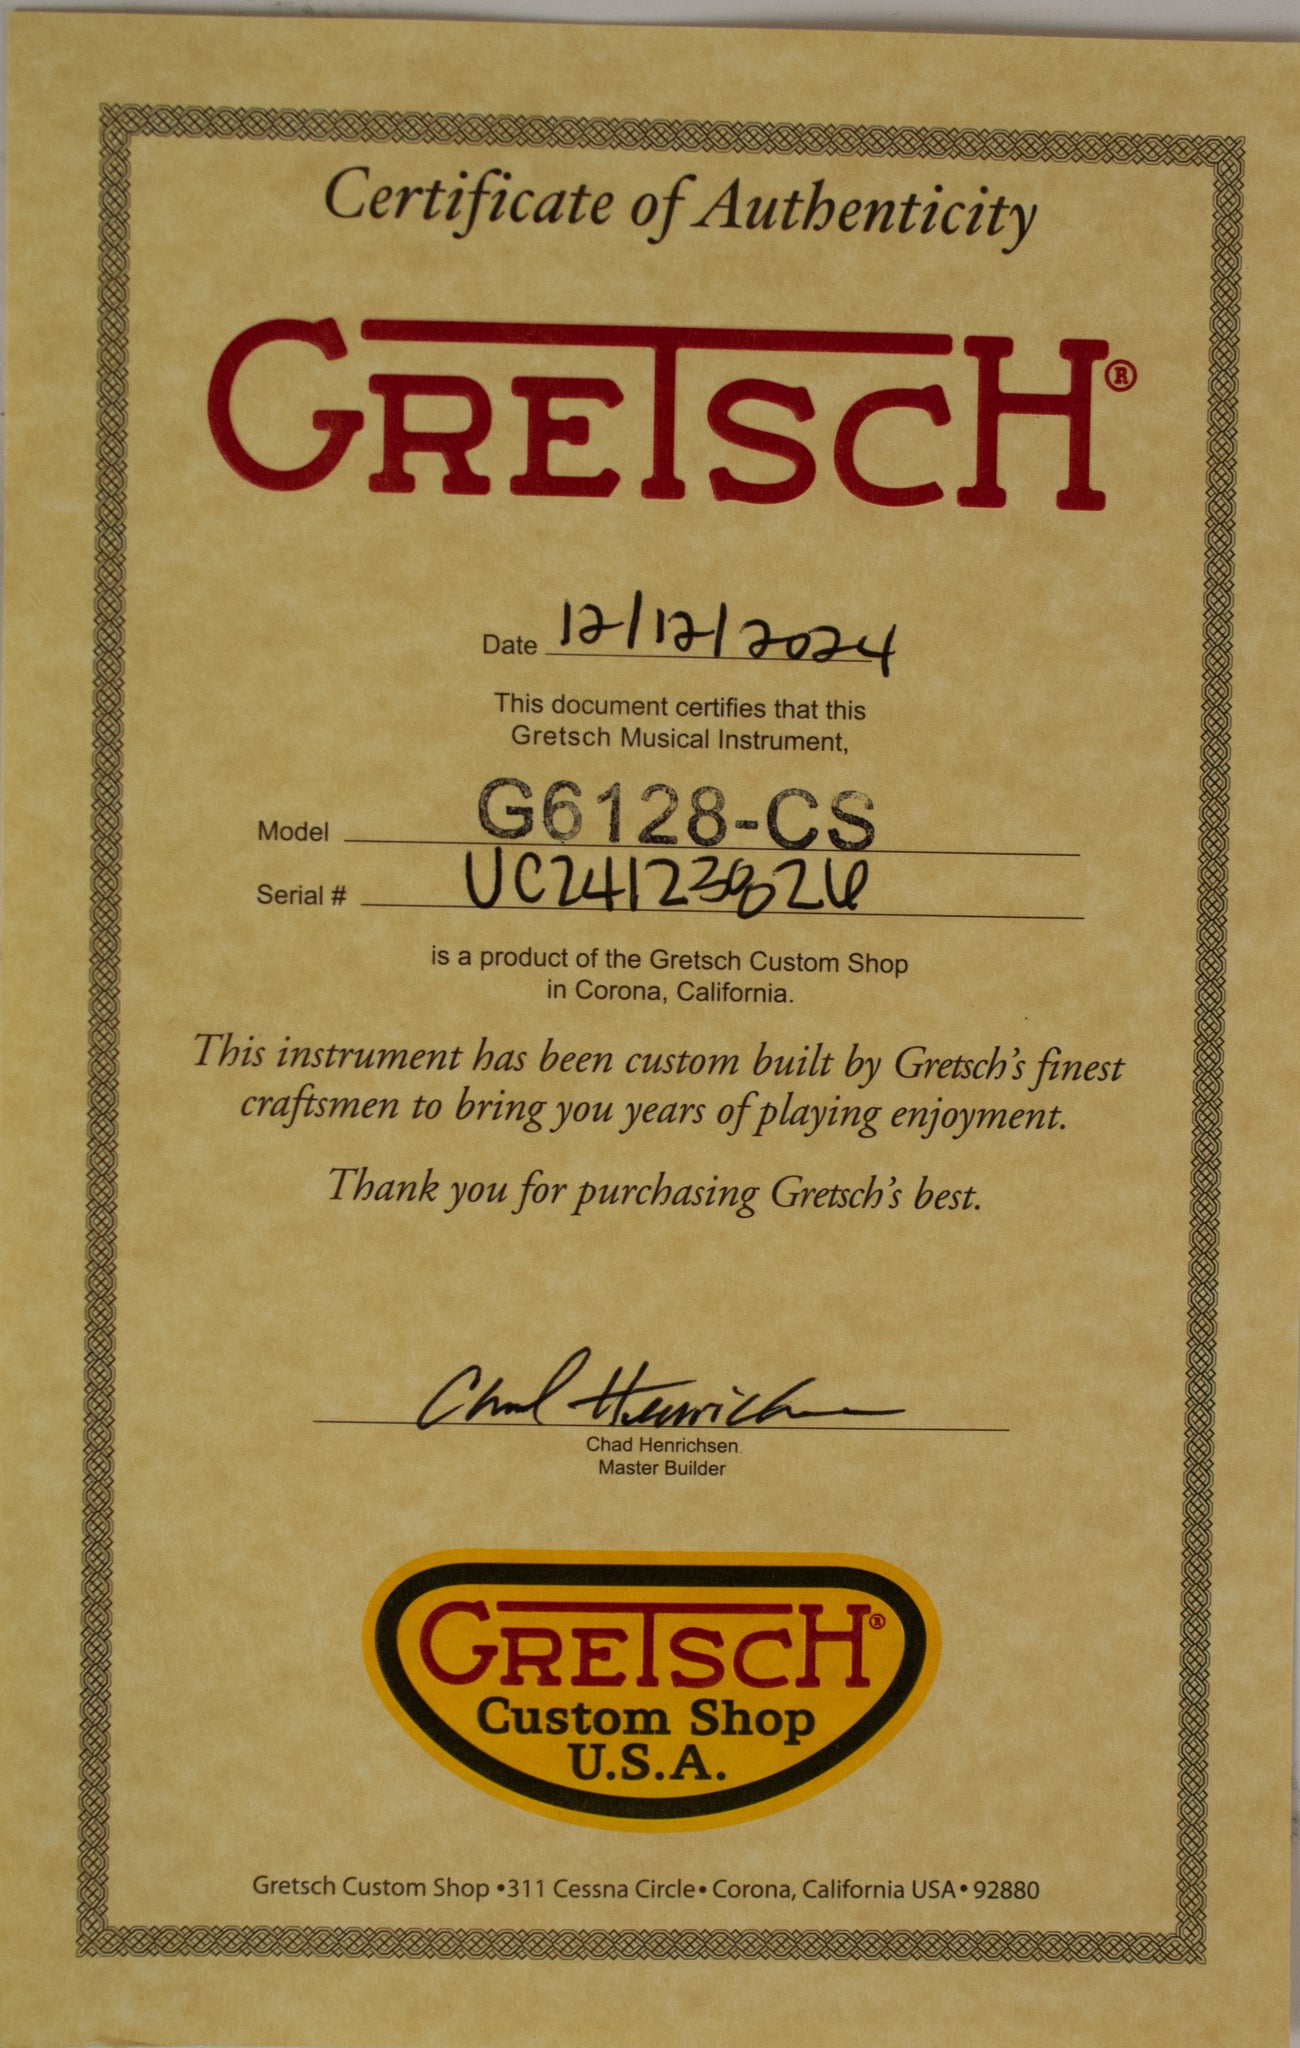 Certificate of Authenticity
GRETSCH®
Date 12/12/2024
This document certifies that this
Gretsch Musical Instrument,
Model G6128-CS
Serial # UC24123826
is a product of the Gretsch Custom Shop
in Corona, California.
This instrument has been custom built by Gretsch's finest
craftsmen to bring you years of playing enjoyment.
Thank you for purchasing Gretsch's best.
Chad Henrichsen
Chad Henrichsen
Master Builder
GRETSCH®
Custom Shop
U.S.A.
Gretsch Custom Shop •311 Cessna Circle• Corona, California USA• 92880